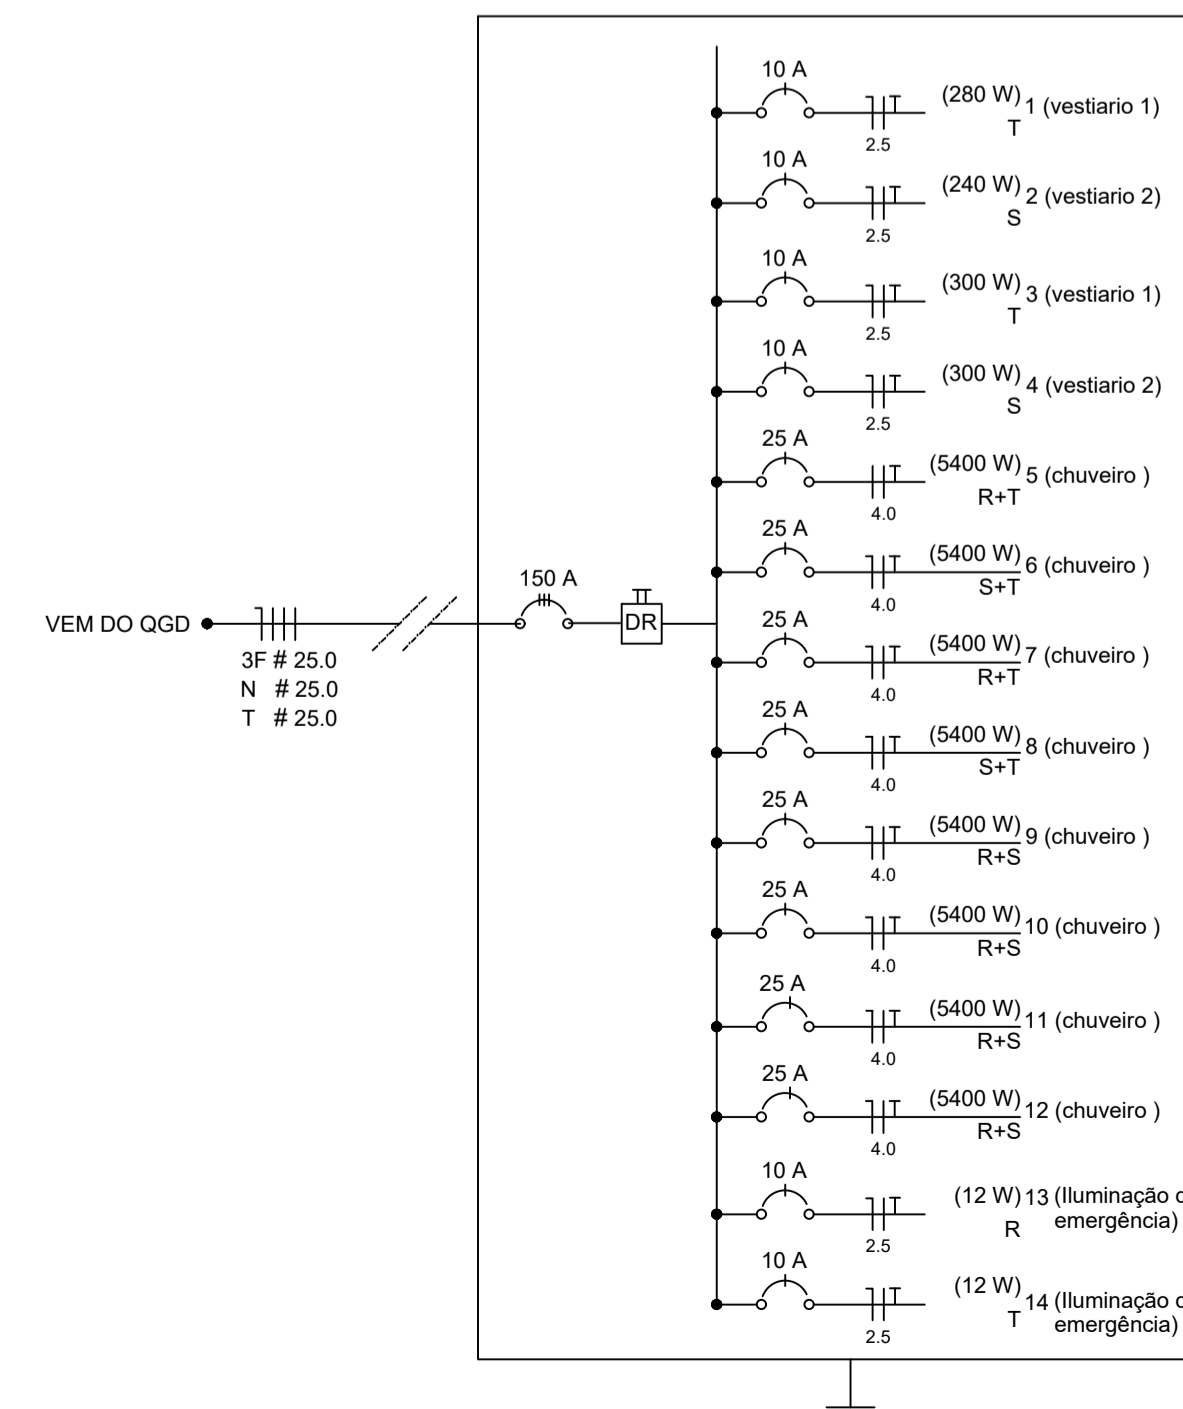 10 A
(280 W) 1 (vestiario 1)
T
2.5
10 A
(240 W) 2 (vestiario 2)
S
2.5
10 A
(300 W) 3 (vestiario 1)
T
2.5
10 A
(300 W) 4 (vestiario 2)
S
2.5
25 A
(5400 W) 5 (chuveiro )
R+T
4.0
25 A
(5400 W) 6 (chuveiro )
S+T
4.0
150 A
VEM DO QGD
DR
3F # 25.0
N # 25.0
T # 25.0
25 A
(5400 W) 7 (chuveiro )
R+T
4.0
25 A
(5400 W) 8 (chuveiro )
S+T
4.0
25 A
(5400 W) 9 (chuveiro )
R+S
4.0
25 A
(5400 W) 10 (chuveiro )
R+S
4.0
25 A
(5400 W) 11 (chuveiro )
R+S
4.0
25 A
(5400 W) 12 (chuveiro )
R+S
4.0
10 A
(12 W) 13 (Iluminação
R emergência)
2.5
10 A
(12 W) 14 (Iluminação
T emergência)
2.5